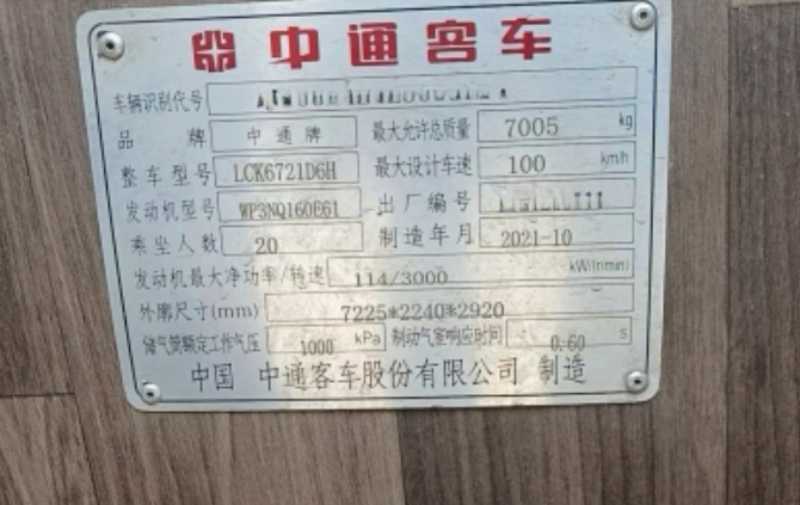 中通客车
车辆识别代号
品牌 中通牌 最大允许总质量 7005 kg
整车型号 LCK6721D6H 最大设计车速 100 km/h
发动机型号 WP3NQ160E61 出厂编号
乘坐人数 20 制造年月 2021-10
发动机最大净功率/转速 114/3000 kW/(r/min)
外廓尺寸(mm) 7225*2240*2920
储气筒额定工作气压 1000 kPa 制动气室响应时间 0.60 s
中国 中通客车股份有限公司 制造